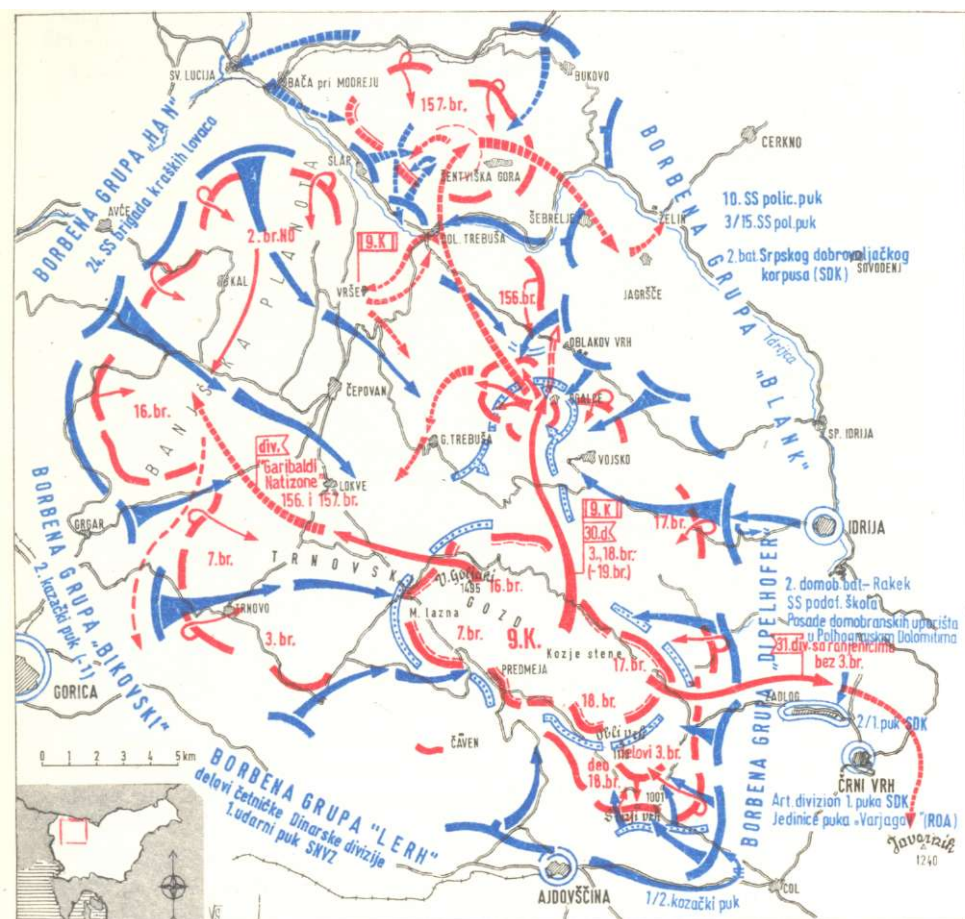 SV. LUCIJA
BAČA pri MODREJU
BUKOVO
157. br.
CERKNO
BORBENA GRUPA „HAN"
24. SS brigada kraških lovaca
SLAP
ŠENTVIŠKA GORA
BORBENA GRUPA „BLANK"
10. SS polic. puk
3/15. SS pol. puk
2. bat. Srpskog dobrovoljačkog
korpusa (SDK)
AVČE
2. br. NO
ŠEBRELJE
ŽELIN
SOVODENJ
9. K
DOL. TREBUŠA
KAL
VRŠE
156. br.
JAGRŠČE
BANJŠKA PLANOTA
OBLAKOV VRH
Idrijca
ČEPOVAN
16. br.
OGALCE
G. TREBUŠA
SP. IDRIJA
div.
"Garibaldi
Natizone"
156. i 157. br.
VOJSKO
LOKVE
GRGAR
9. K
30. d
3., 18. br.
(-19. br.)
17. br.
IDRIJA
BORBENA GRUPA „BIKOVSKI"
2. kozački puk (-1)
7. br.
TRNOVSKI GOZD
V. Goljaki
1495
16. br.
BORBENA GRUPA „DIPELHOFER"
2. domob. bat - Rakek
SS podof. škola
Posade domobranskih uporišta
u Polhograjskim Dolomitima
TRNOVO
M. lazna
7. br.
9.K.
3. br.
Kozje stene
17. br.
31. div. sa ranjenicima
bez 3. br.
PREDMEJA
GORICA
18. br.
ZADLOG
2/1. puk SDK
ČAVEN
delovi 3. br.
deo
18. br.
1001
ČRNI VRH
0 1 2 3 4 5 km
BORBENA GRUPA "LERH"
delovi četničke Dinarske divizije
1. udarni puk SNVZ
Art. divizion 1. puka SDK
Jedinice puka „Varjaga" (ROA)
Javornik
1240
AJDOVŠČINA
1/2. kozački puk
COL